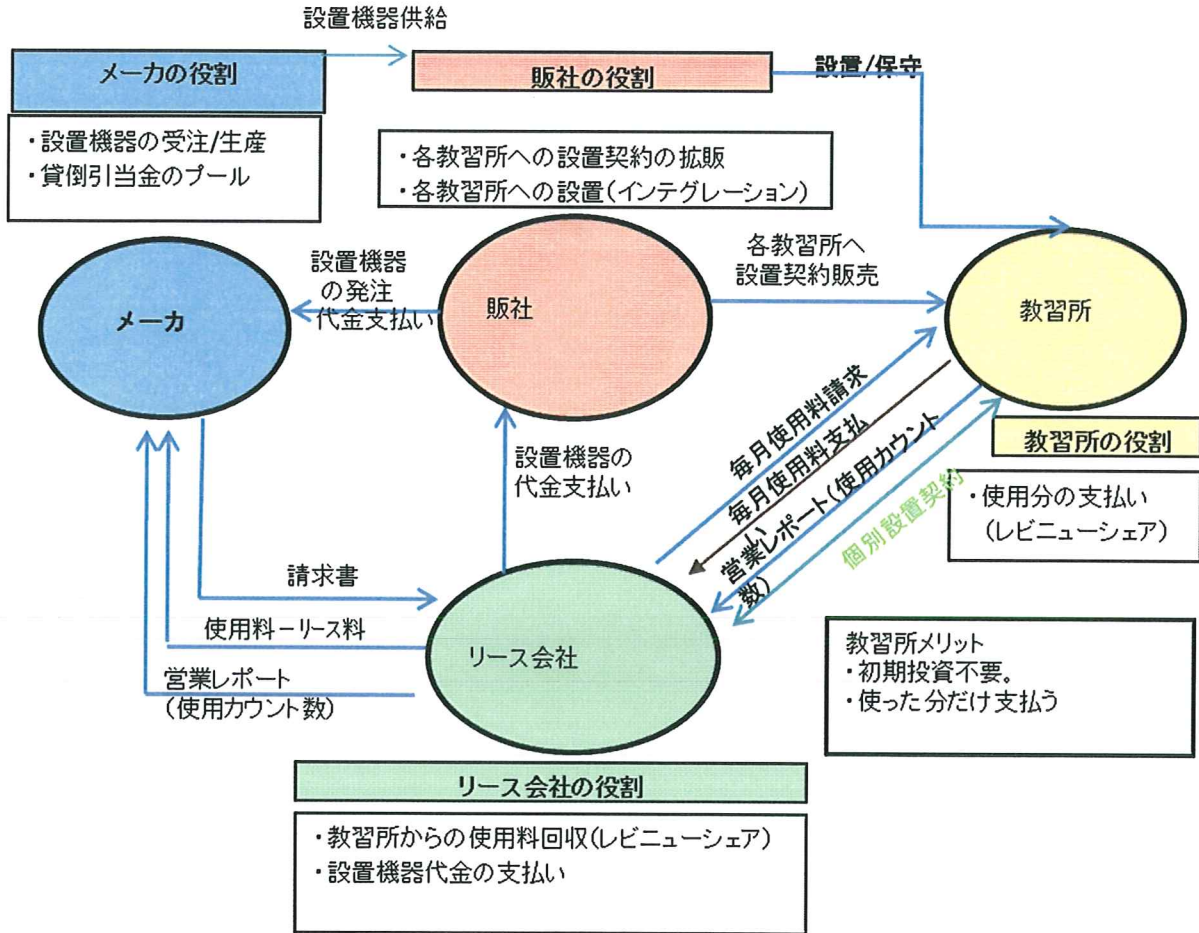 設置機器供給
メーカの役割
販社の役割
設置/保守
・設置機器の受注/生産
・貸倒引当金のプール
・各教習所への設置契約の拡販
・各教習所への設置(インテグレーション)
設置機器
の発注
代金支払い
各教習所へ
設置契約販売
メーカ
販社
教習所
毎月使用料請求
毎月使用料支払
い
営業レポート(使用カウント
数)
個別設置契約
教習所の役割
・使用分の支払い
(レビニューシェア)
設置機器の
代金支払い
請求書
使用料－リース料
営業レポート
(使用カウント数)
リース会社
教習所メリット
・初期投資不要。
・使った分だけ支払う
リース会社の役割
・教習所からの使用料回収(レビニューシェア)
・設置機器代金の支払い